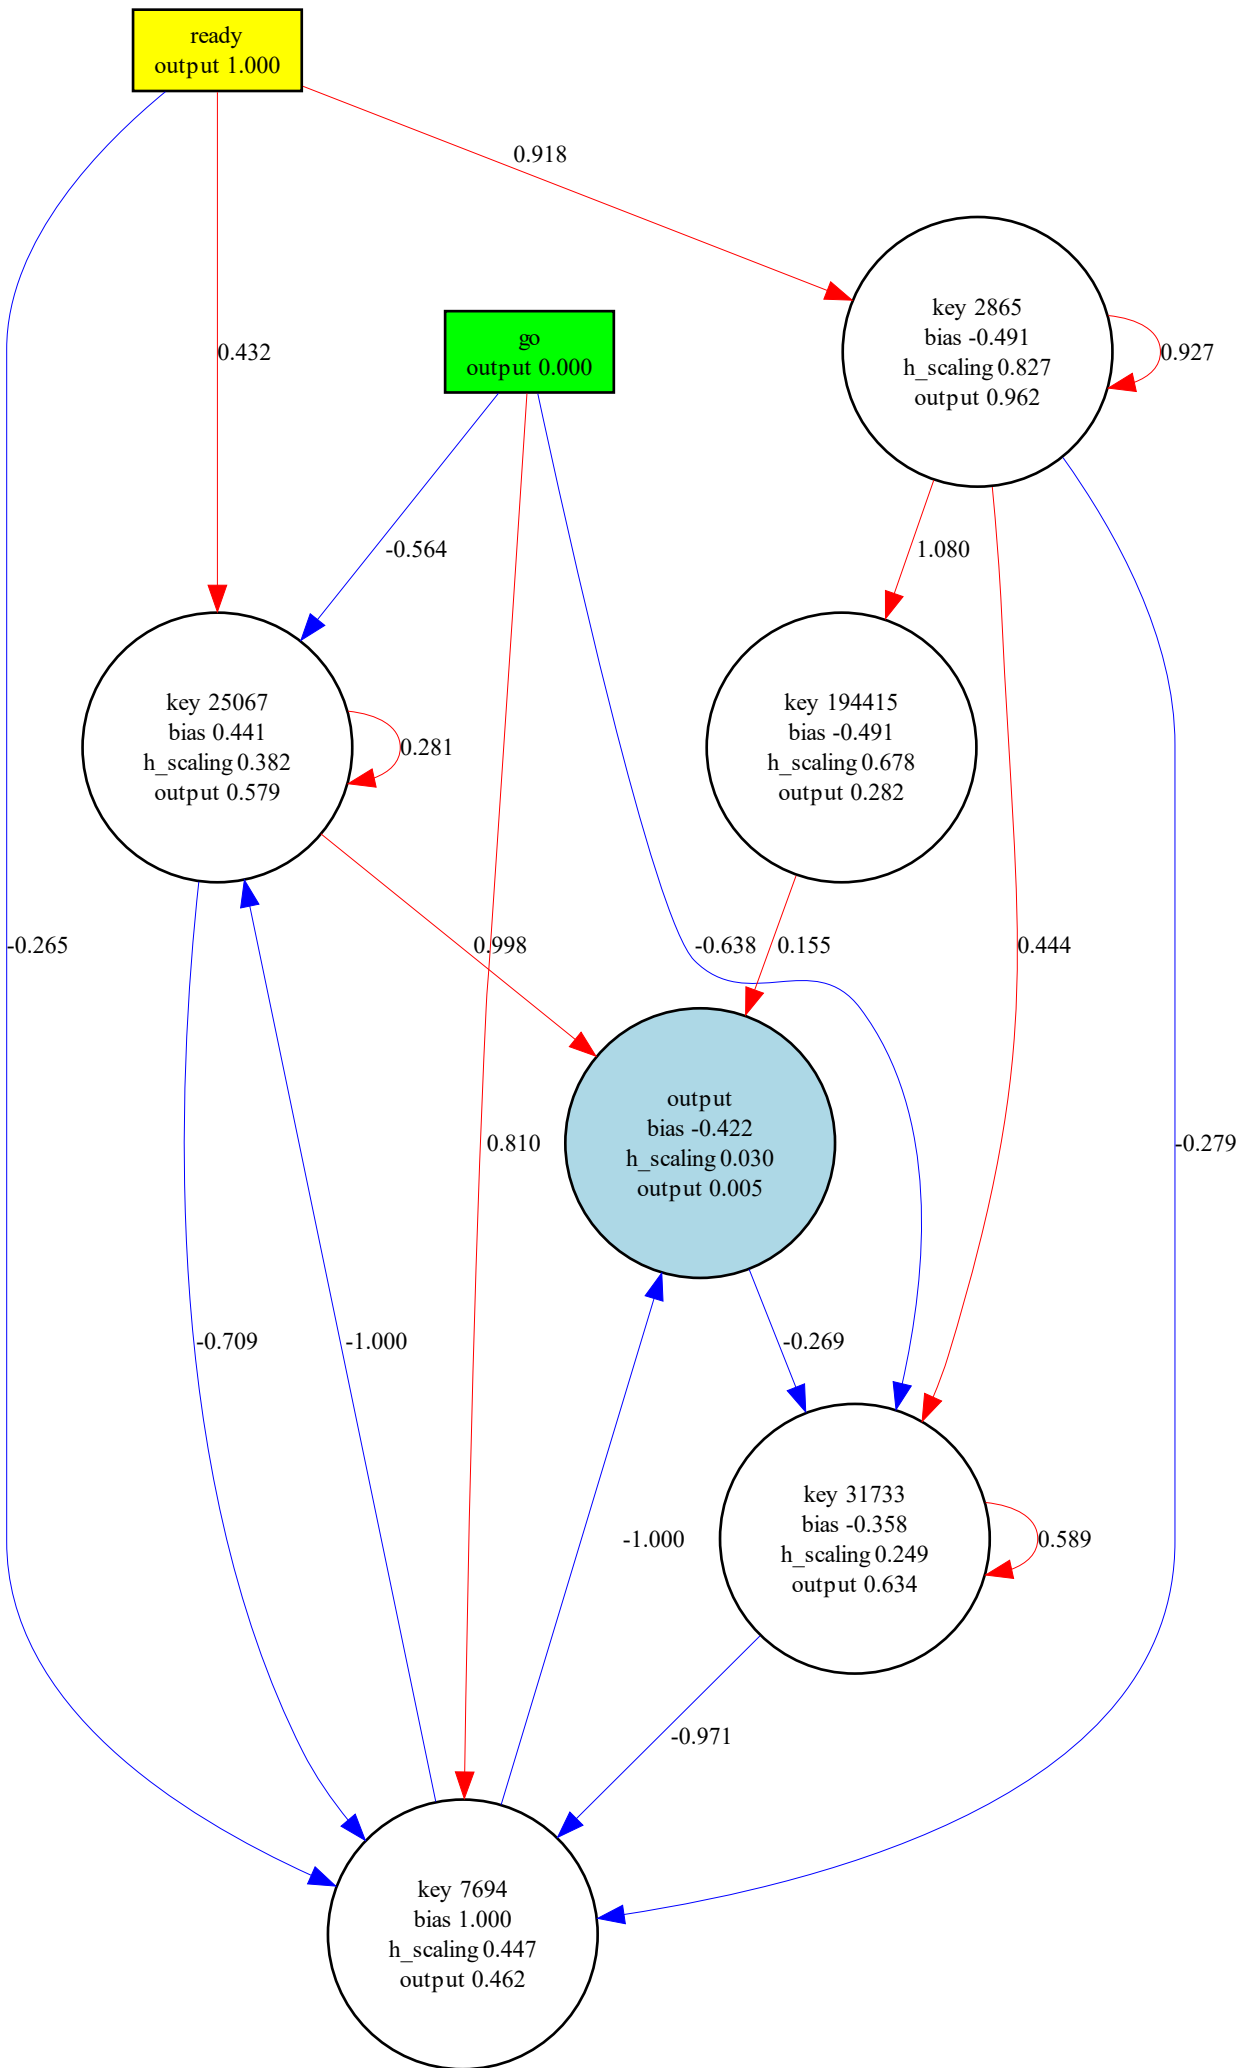 ready
output 1.000
0.918
key 2865
bias -0.491
h_scaling 0.827
output 0.962
0.927
go
output 0.000
0.432
-0.564
1.080
key 25067
bias 0.441
h_scaling 0.382
output 0.579
0.281
key 194415
bias -0.491
h_scaling 0.678
output 0.282
-0.265
0.998
-0.638
0.155
0.444
output
bias -0.422
h_scaling 0.030
output 0.005
0.810
-0.279
-0.709
-1.000
-0.269
-1.000
key 31733
bias -0.358
h_scaling 0.249
output 0.634
0.589
-0.971
key 7694
bias 1.000
h_scaling 0.447
output 0.462